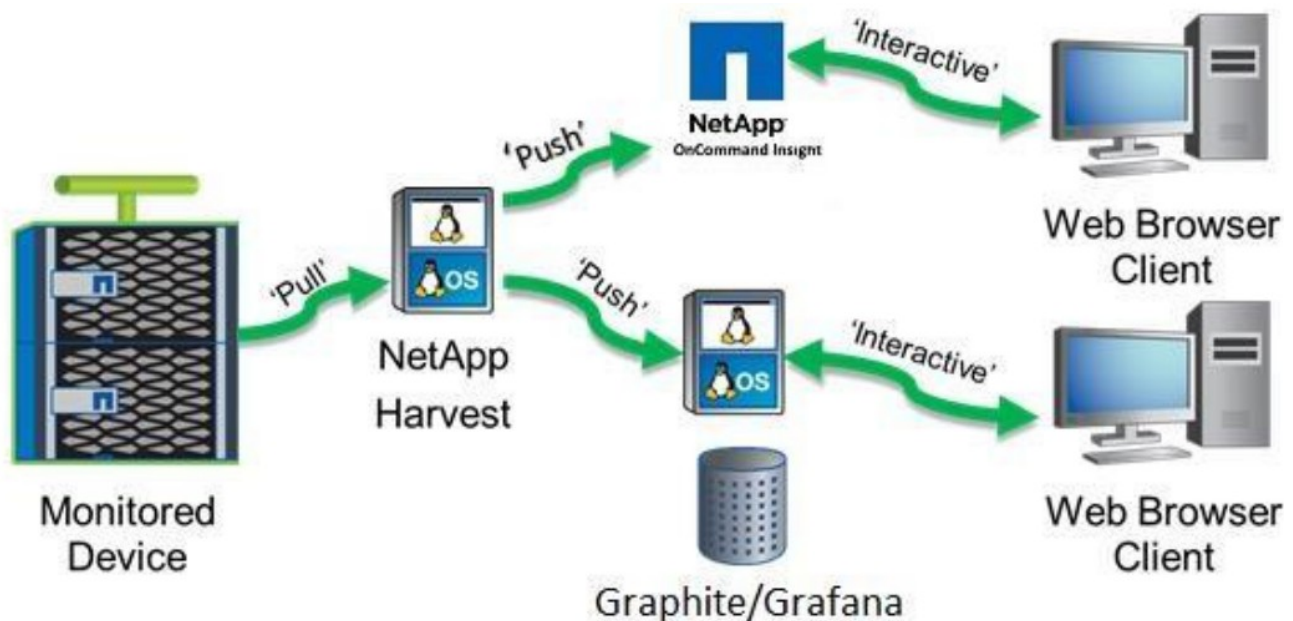 'Interactive'
NetApp
OnCommand Insight
'Push'
Web Browser
Client
'Pull'
OS
NetApp
Harvest
'Push'
OS
'Interactive'
Monitored
Device
Web Browser
Client
Graphite/Grafana